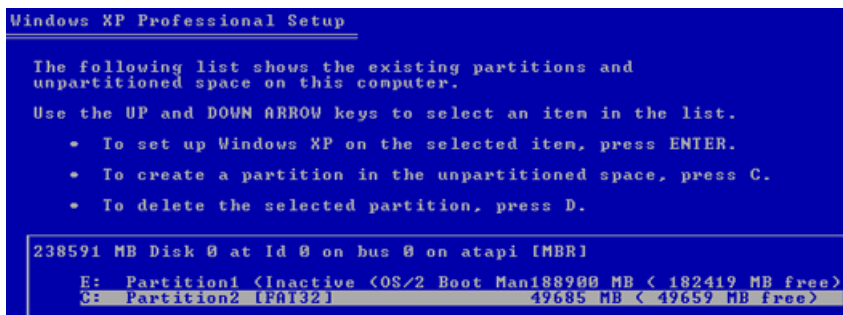 Windows XP Professional Setup
The following list shows the existing partitions and
unpartitioned space on this computer.
Use the UP and DOWN ARROW keys to select an item in the list.
• To set up Windows XP on the selected item, press ENTER.
• To create a partition in the unpartitioned space, press C.
• To delete the selected partition, press D.
238591 MB Disk 0 at Id 0 on bus 0 on atapi [MBR]
E: Partition1 (Inactive (OS/2 Boot Man188900 MB ( 182419 MB free)
C: Partition2 [FAT32] 49685 MB ( 49659 MB free)